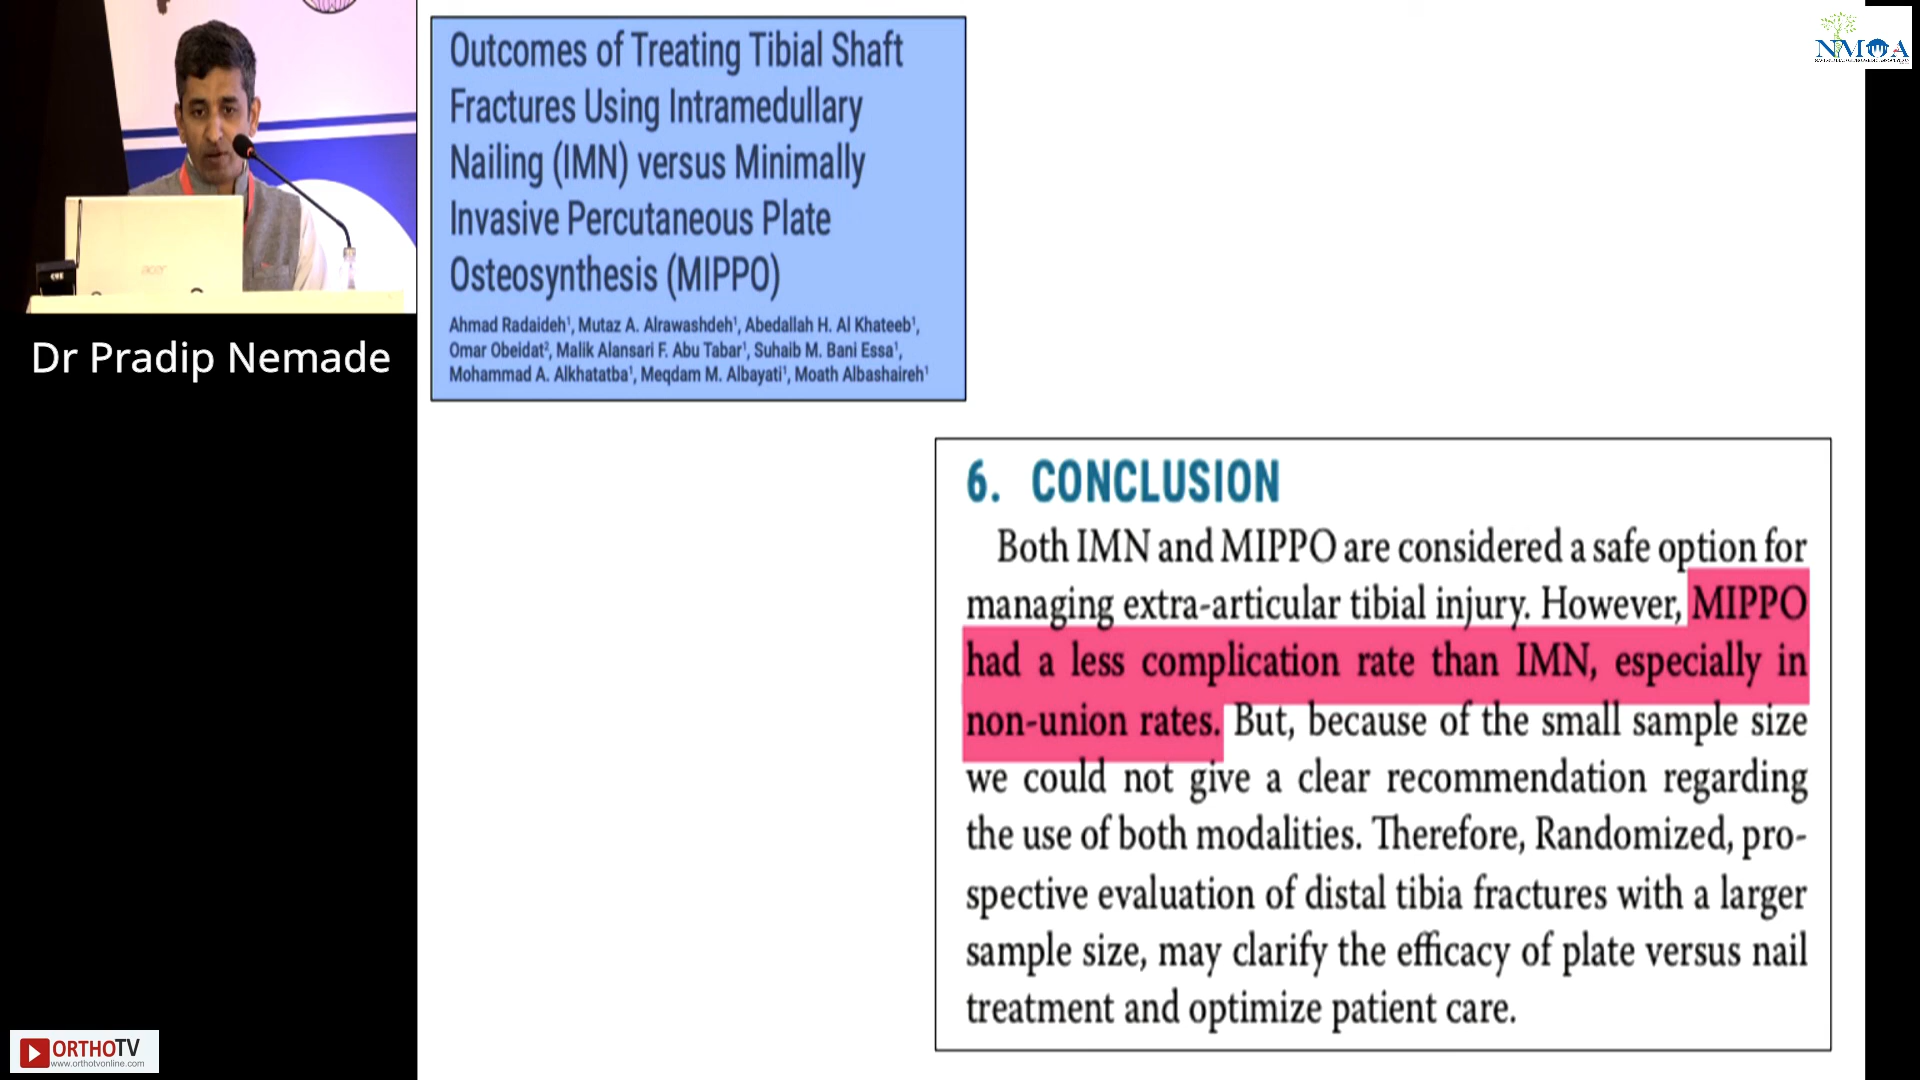 Outcomes of Treating Tibial Shaft
Fractures Using Intramedullary
Nailing (IMN) versus Minimally
Invasive Percutaneous Plate
Osteosynthesis (MIPPO)
Ahmad Radaideh¹, Mutaz A. Alrawashdeh¹, Abedallah H. Al Khateeb¹,
Omar Obeidat², Malik Alansari F. Abu Tabar¹, Suhaib M. Bani Essa¹,
Mohammad A. Alkhatatba¹, Meqdam M. Albayati¹, Moath Albashaireh¹
NMOA
acer
Dr Pradip Nemade
6. CONCLUSION
Both IMN and MIPPO are considered a safe option for
managing extra-articular tibial injury. However, MIPPO
had a less complication rate than IMN, especially in
non-union rates. But, because of the small sample size
we could not give a clear recommendation regarding
the use of both modalities. Therefore, Randomized, pro-
spective evaluation of distal tibia fractures with a larger
sample size, may clarify the efficacy of plate versus nail
treatment and optimize patient care.
ORTHOTV
www.orthotvonline.com